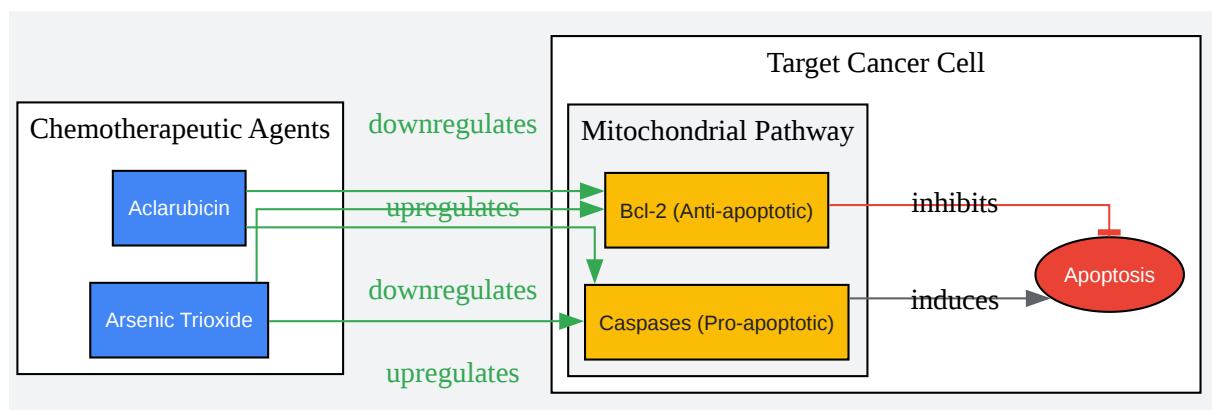 Target Cancer Cell
Chemotherapeutic Agents
downregulates
Mitochondrial Pathway
Aclarubicin
upregulates
Bcl-2 (Anti-apoptotic)
inhibits
Apoptosis
downregulates
induces
Arsenic Trioxide
Caspases (Pro-apoptotic)
upregulates